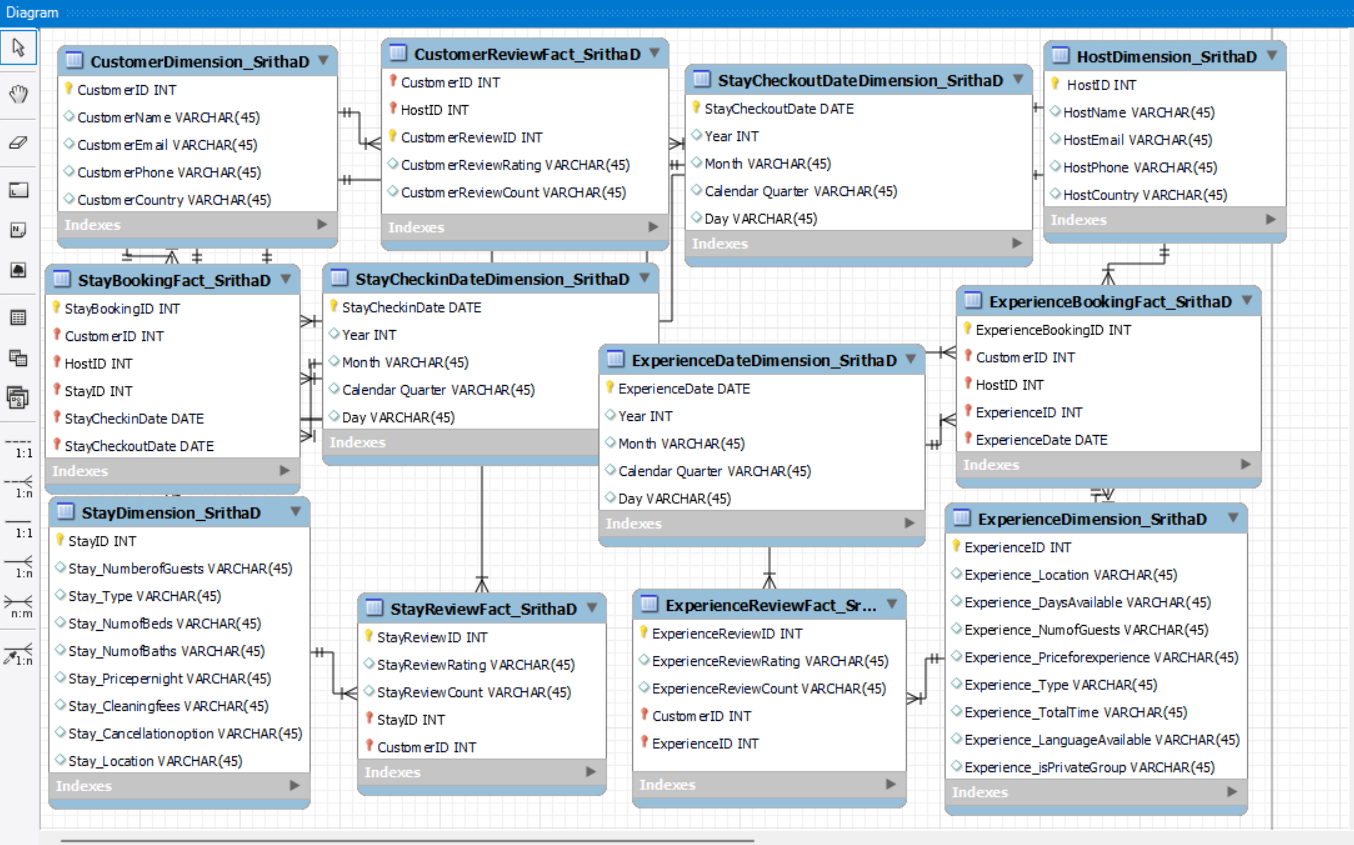 Diagram
CustomerDimension_SrithaD
CustomerID INT
CustomerName VARCHAR(45)
CustomerEmail VARCHAR(45)
CustomerPhone VARCHAR(45)
CustomerCountry VARCHAR(45)
Indexes
CustomerReviewFact_SrithaD
CustomerID INT
HostID INT
CustomerReviewID INT
CustomerReviewRating VARCHAR(45)
CustomerReviewCount VARCHAR(45)
Indexes
StayCheckoutDateDimension_SrithaD
StayCheckoutDate DATE
Year INT
Month VARCHAR(45)
Calendar Quarter VARCHAR(45)
Day VARCHAR(45)
Indexes
HostDimension_SrithaD
HostID INT
HostName VARCHAR(45)
HostEmail VARCHAR(45)
HostPhone VARCHAR(45)
HostCountry VARCHAR(45)
Indexes
StayBookingFact_SrithaD
StayBookingID INT
CustomerID INT
HostID INT
StayID INT
StayCheckinDate DATE
StayCheckoutDate DATE
Indexes
StayCheckinDateDimension_SrithaD
StayCheckinDate DATE
Year INT
Month VARCHAR(45)
Calendar Quarter VARCHAR(45)
Day VARCHAR(45)
Indexes
ExperienceDateDimension_SrithaD
ExperienceDate DATE
Year INT
Month VARCHAR(45)
Calendar Quarter VARCHAR(45)
Day VARCHAR(45)
Indexes
ExperienceBookingFact_SrithaD
ExperienceBookingID INT
CustomerID INT
HostID INT
ExperienceID INT
ExperienceDate DATE
Indexes
StayDimension_SrithaD
StayID INT
Stay_NumberofGuests VARCHAR(45)
Stay_Type VARCHAR(45)
Stay_NumofBeds VARCHAR(45)
Stay_NumofBaths VARCHAR(45)
Stay_Pricepernight VARCHAR(45)
Stay_Cleaningfees VARCHAR(45)
Stay_Cancellationoption VARCHAR(45)
Stay_Location VARCHAR(45)
Indexes
StayReviewFact_SrithaD
StayReviewID INT
StayReviewRating VARCHAR(45)
StayReviewCount VARCHAR(45)
StayID INT
CustomerID INT
Indexes
ExperienceReviewFact_Sr...
ExperienceReviewID INT
ExperienceReviewRating VARCHAR(45)
ExperienceReviewCount VARCHAR(45)
CustomerID INT
ExperienceID INT
Indexes
ExperienceDimension_SrithaD
ExperienceID INT
Experience_Location VARCHAR(45)
Experience_DaysAvailable VARCHAR(45)
Experience_NumofGuests VARCHAR(45)
Experience_Priceforexperience VARCHAR(45)
Experience_Type VARCHAR(45)
Experience_TotalTime VARCHAR(45)
Experience_LanguageAvailable VARCHAR(45)
Experience_isPrivateGroup VARCHAR(45)
Indexes
1:1
1:n
1:1
1:n
n:m
1:n